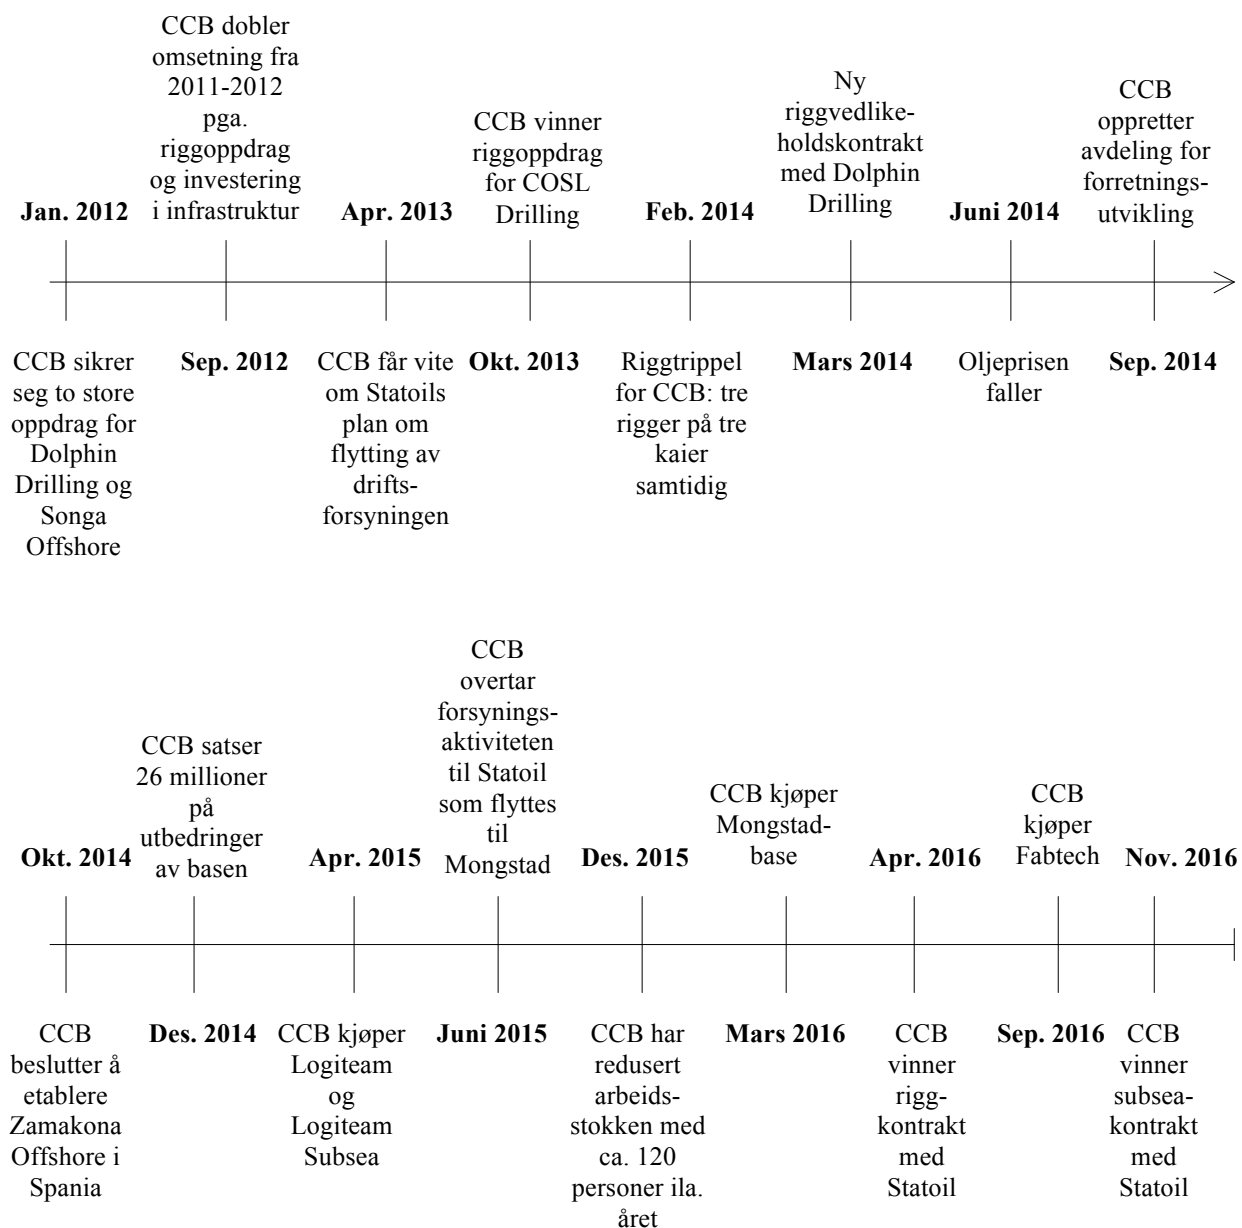 Jan. 2012
CCB sikrer
seg to store
oppdrag for
Dolphin
Drilling og
Songa
Offshore
CCB dobler
omsetning fra
2011-2012
pga.
riggoppdrag
og investering
i infrastruktur
Sep. 2012
Apr. 2013
CCB får vite
om Statoils
plan om
flytting av
drifts-
forsyningen
CCB vinner
riggoppdrag
for COSL
Drilling
Okt. 2013
Feb. 2014
Riggtrippel
for CCB: tre
rigger på tre
kaier
samtidig
Ny
riggvedlike-
holdskontrakt
med Dolphin
Drilling
Mars 2014
Juni 2014
Oljeprisen
faller
CCB
oppretter
avdeling for
forretnings-
utvikling
Sep. 2014
Okt. 2014
CCB
beslutter å
etablere
Zamakona
Offshore i
Spania
CCB satser
26 millioner
på
utbedringer
av basen
Des. 2014
Apr. 2015
CCB kjøper
Logiteam
og
Logiteam
Subsea
CCB
overtar
forsynings-
aktiviteten
til Statoil
som flyttes
til
Mongstad
Juni 2015
Des. 2015
CCB har
redusert
arbeids-
stokken med
ca. 120
personer ila.
året
CCB kjøper
Mongstad-
base
Mars 2016
Apr. 2016
CCB
vinner
rigg-
kontrakt
med
Statoil
CCB
kjøper
Fabtech
Sep. 2016
Nov. 2016
CCB
vinner
subsea-
kontrakt
med
Statoil